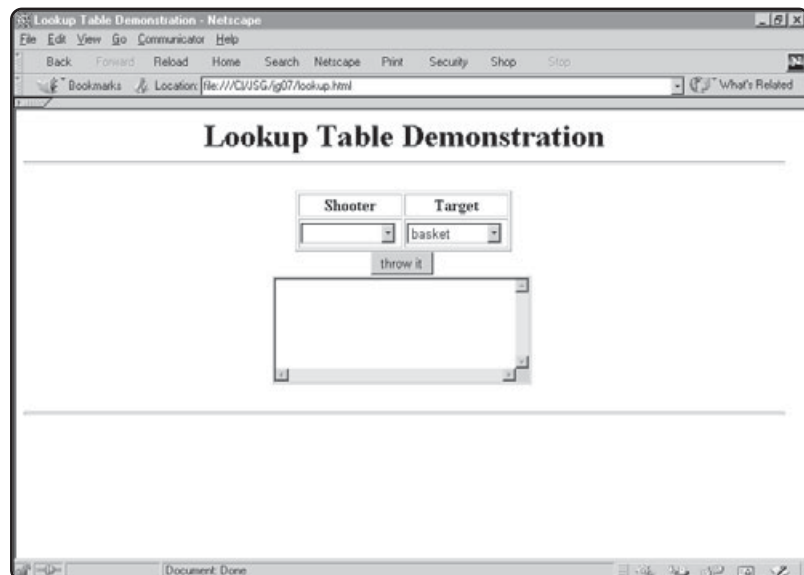 Lookup Table Demonstration - Netscape
File Edit View Go Communicator Help
Back Forward Reload Home Search Netscape Print Security Shop Stop
Bookmarks Location: file:///C|/JSG/jg07/lookup.html What's Related
Lookup Table Demonstration
Shooter Target
basket
throw it
Document: Done